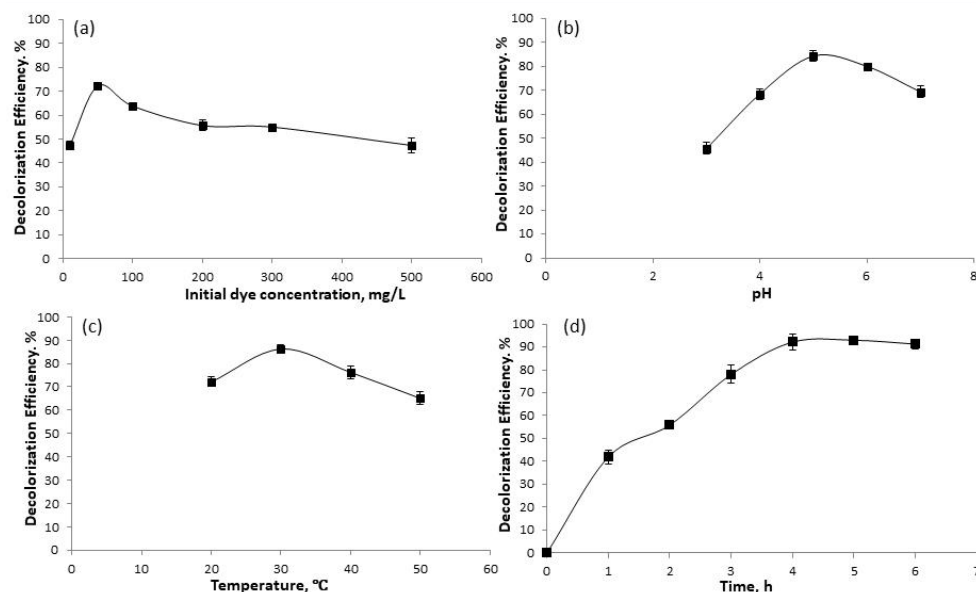 (a)
Decolorization Efficiency. %
100
90
80
70
60
50
40
30
20
10
0
0 100 200 300 400 500 600
Initial dye concentration, mg/L
(b)
Decolorization Efficiency. %
100
90
80
70
60
50
40
30
20
10
0
0 2 4 6 8
pH
(c)
Decolorization Efficiency. %
100
90
80
70
60
50
40
30
20
10
0
0 10 20 30 40 50 60
Temperature, °C
(d)
Decolorization Efficiency. %
100
90
80
70
60
50
40
30
20
10
0
0 1 2 3 4 5 6 7
Time, h